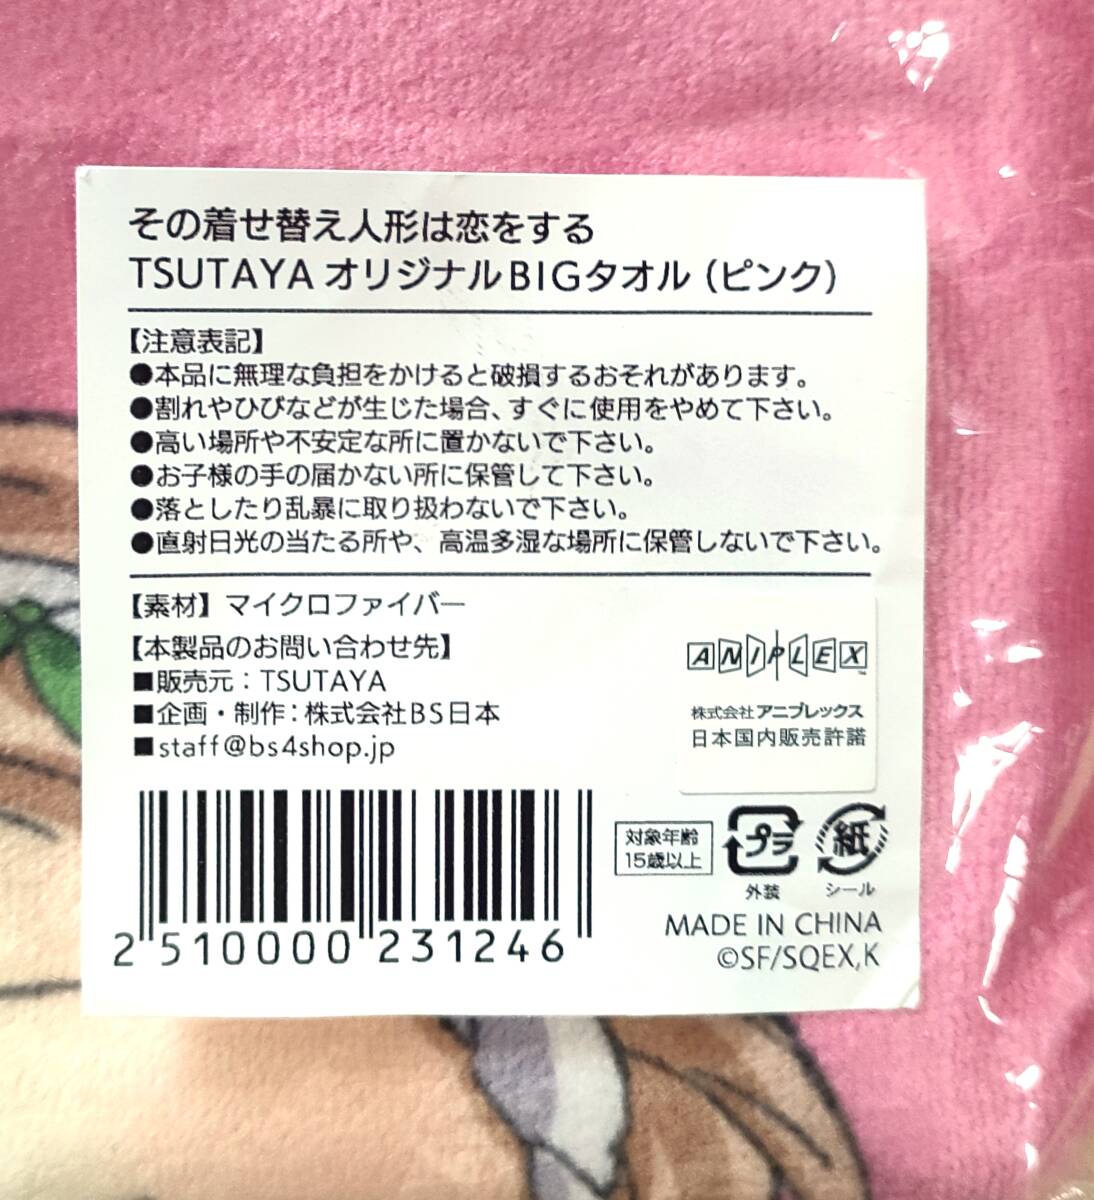 その着せ替え人形は恋をする
TSUTAYA オリジナルBIGタオル（ピンク）
【注意表記】
●本品に無理な負担をかけると破損するおそれがあります。
●割れやひびなどが生じた場合、すぐに使用をやめて下さい。
●高い場所や不安定な所に置かないで下さい。
●お子様の手の届かない所に保管して下さい。
●落としたり乱暴に取り扱わないで下さい。
●直射日光の当たる所や、高温多湿な場所に保管しないで下さい。
【素材】マイクロファイバー
【本製品のお問い合わせ先】
■販売元：TSUTAYA
■企画・制作：株式会社BS日本
■staff@bs4shop.jp
ANIPLEX™
株式会社アニプレックス
日本国内販売許諾
2 510000 231246
対象年齢
15歳以上
プラ
外装
紙
シール
MADE IN CHINA
©SF/SQEX,K